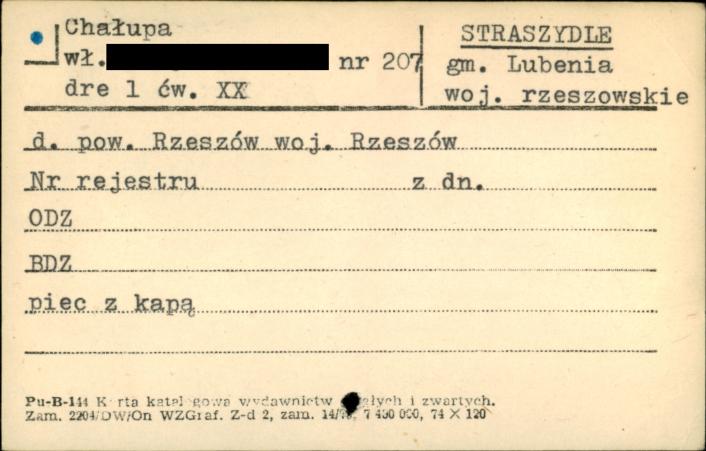 Chałupa
wł. nr 207
dre 1 ćw. XX
STRASZYDLE
gm. Lubenia
woj. rzeszowskie
d. pow. Rzeszów woj. Rzeszów
Nr rejestru z dn.
ODZ
BDZ
piec z kapą
Pu-B-144 Karta katalogowa wydawnictw ciągłych i zwartych.
Zam. 2204/DW/On WZGraf. Z-d 2, zam. 7 400 000, 74 X 120